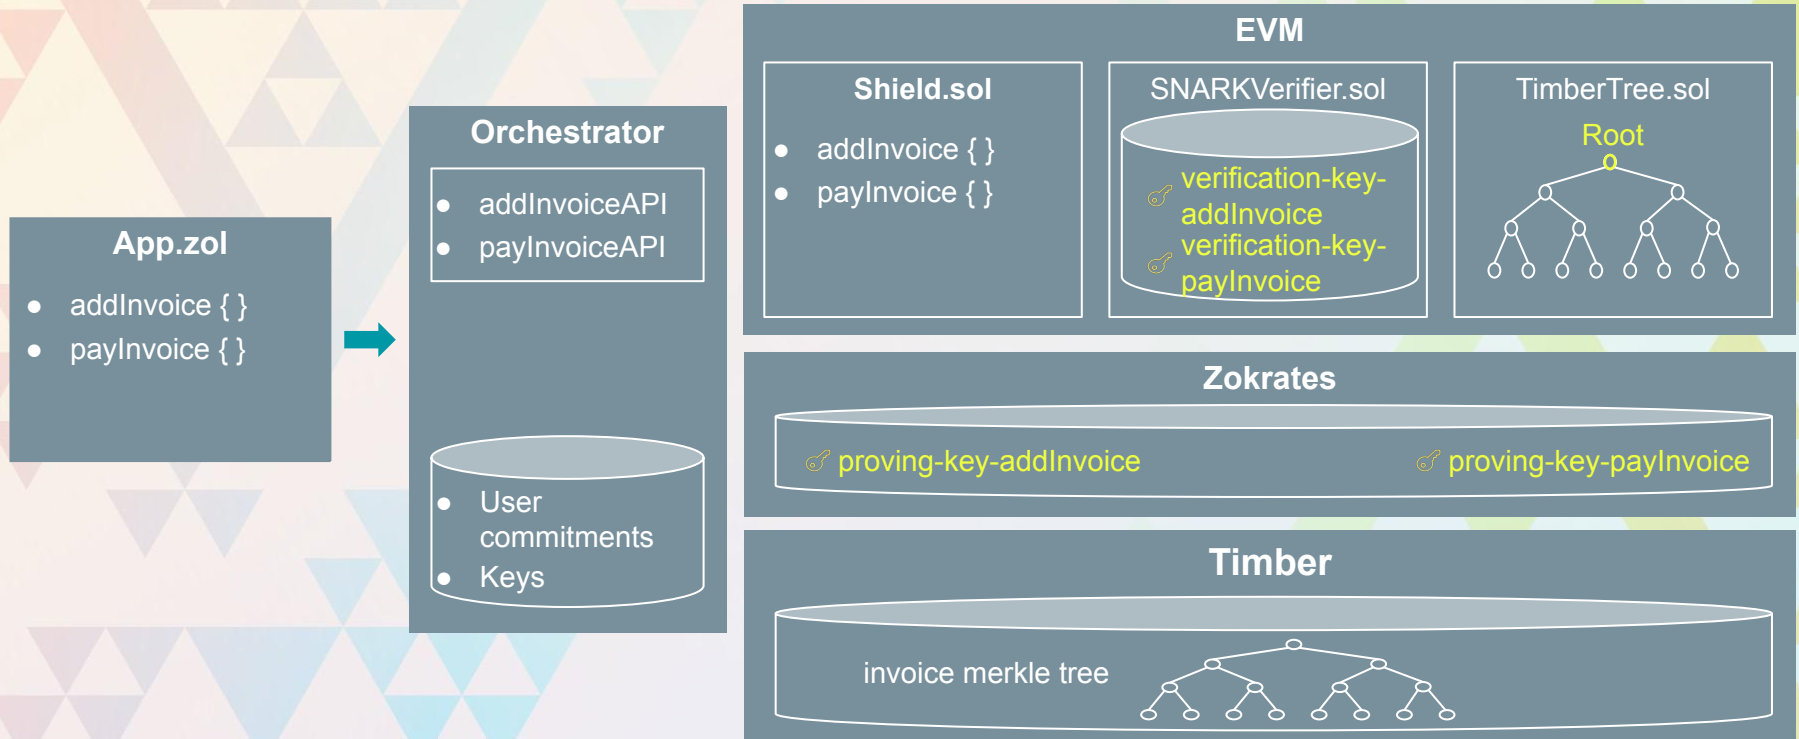 App.zol
● addInvoice { }
● payInvoice { }
Orchestrator
● addInvoiceAPI
● payInvoiceAPI
● User
commitments
● Keys
EVM
Shield.sol
● addInvoice { }
● payInvoice { }
SNARKVerifier.sol
verification-key-
addInvoice
verification-key-
payInvoice
TimberTree.sol
Root
Zokrates
proving-key-addInvoice
proving-key-payInvoice
Timber
invoice merkle tree